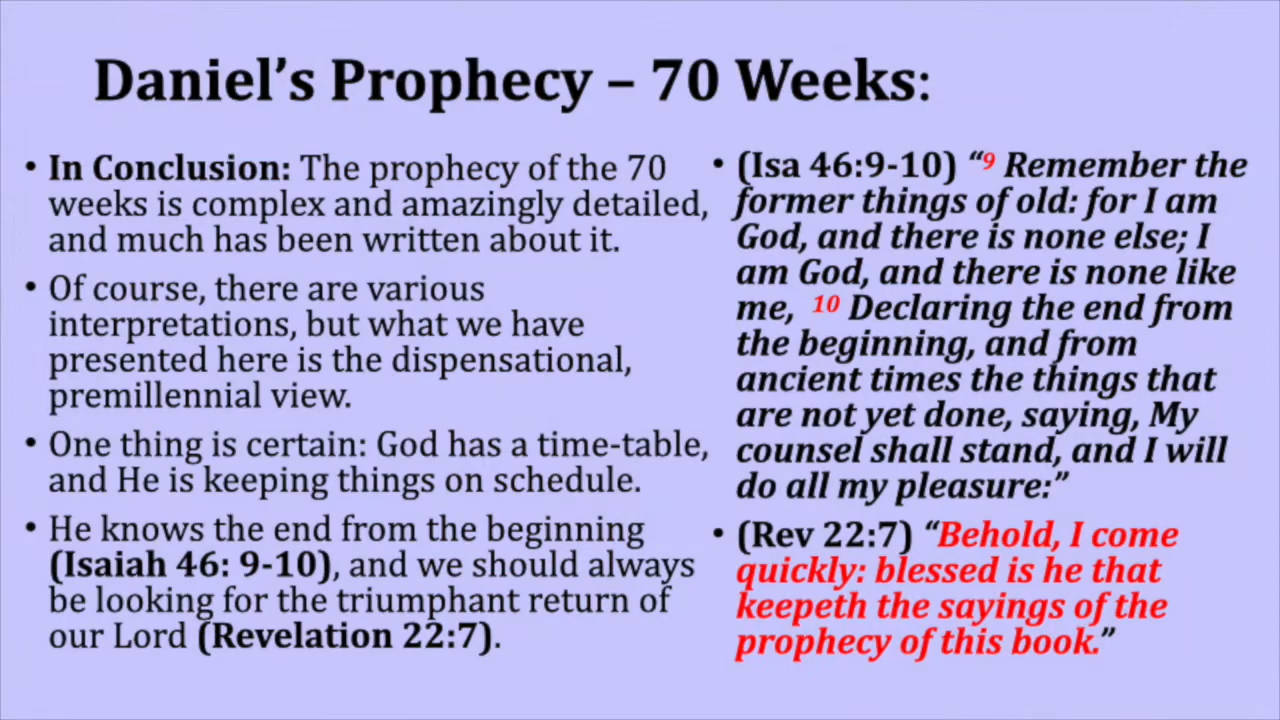 Daniel’s Prophecy – 70 Weeks:
• In Conclusion: The prophecy of the 70
weeks is complex and amazingly detailed,
and much has been written about it.
• Of course, there are various
interpretations, but what we have
presented here is the dispensational,
premillennial view.
• One thing is certain: God has a time-table,
and He is keeping things on schedule.
• He knows the end from the beginning
(Isaiah 46: 9-10), and we should always
be looking for the triumphant return of
our Lord (Revelation 22:7).
• (Isa 46:9-10) “9 Remember the
former things of old: for I am
God, and there is none else; I
am God, and there is none like
me, 10 Declaring the end from
the beginning, and from
ancient times the things that
are not yet done, saying, My
counsel shall stand, and I will
do all my pleasure:”
• (Rev 22:7) “Behold, I come
quickly: blessed is he that
keepeth the sayings of the
prophecy of this book.”